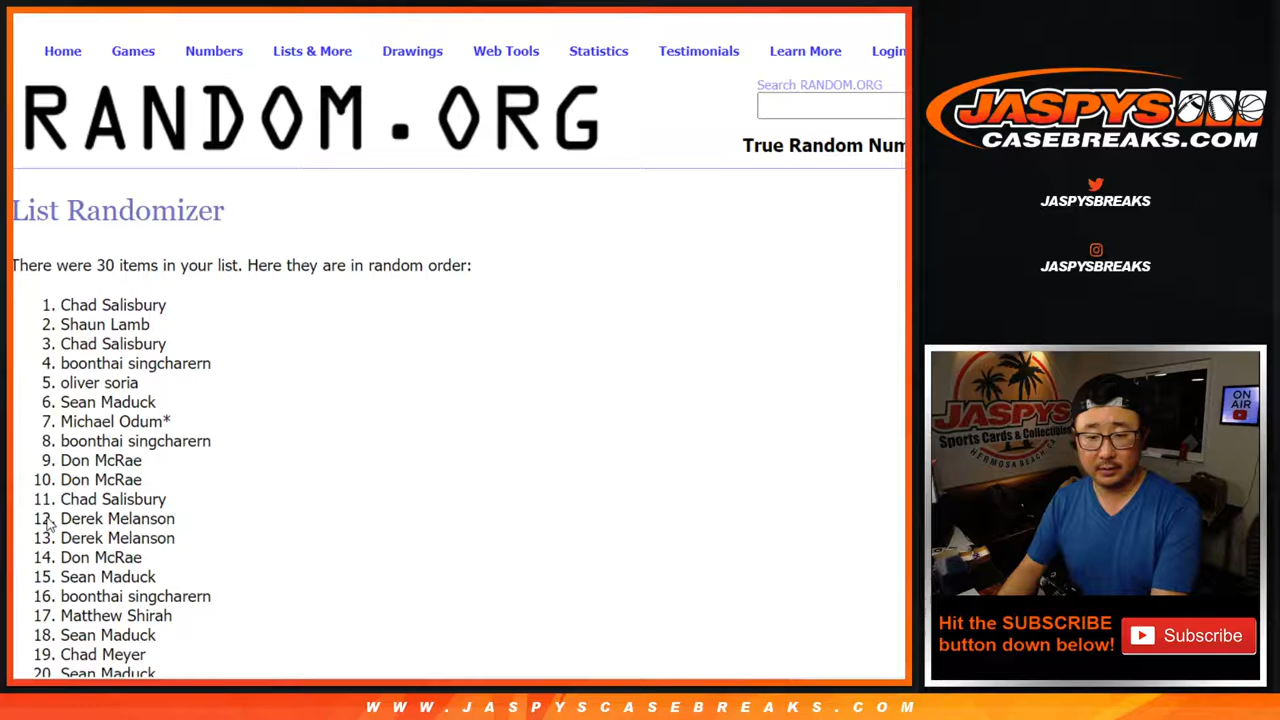 Home Games Numbers Lists & More Drawings Web Tools Statistics Testimonials Learn More Login
RANDOM.ORG
Search RANDOM.ORG
True Random Num
List Randomizer
There were 30 items in your list. Here they are in random order:
1. Chad Salisbury
2. Shaun Lamb
3. Chad Salisbury
4. boonthai singcharern
5. oliver soria
6. Sean Maduck
7. Michael Odum*
8. boonthai singcharern
9. Don McRae
10. Don McRae
11. Chad Salisbury
12. Derek Melanson
13. Derek Melanson
14. Don McRae
15. Sean Maduck
16. boonthai singcharern
17. Matthew Shirah
18. Sean Maduck
19. Chad Meyer
20. Sean Maduck
JASPYS
CASEBREAKS.COM
JASPYSBREAKS
JASPYSBREAKS
JASPYS
Sports Cards & Collectibles
HERMOSA BEACH, CA
ON
AIR
Hit the SUBSCRIBE
button down below!
Subscribe
WWW.JASPYSCASEBREAKS.COM